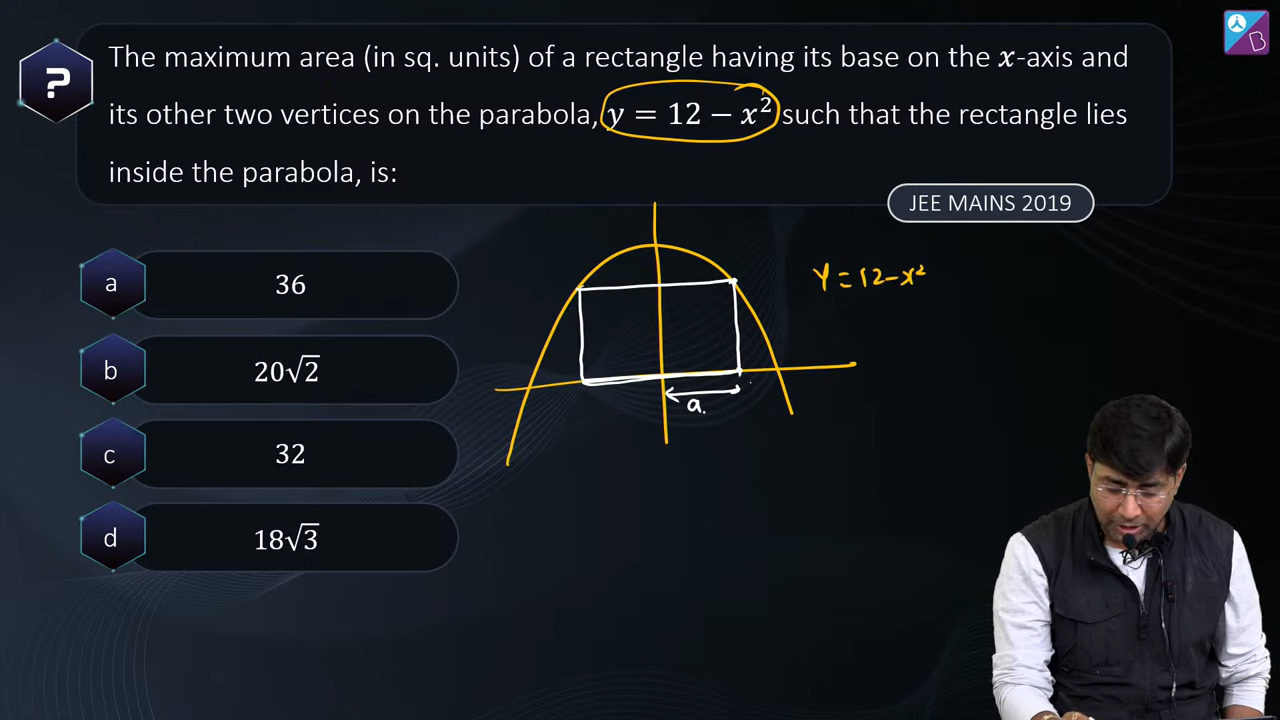 ?
The maximum area (in sq. units) of a rectangle having its base on the x-axis and
its other two vertices on the parabola, y = 12 − x² such that the rectangle lies
inside the parabola, is:
JEE MAINS 2019
a 36
b 20√2
c 32
d 18√3
Y = 12 - x²
a.
B